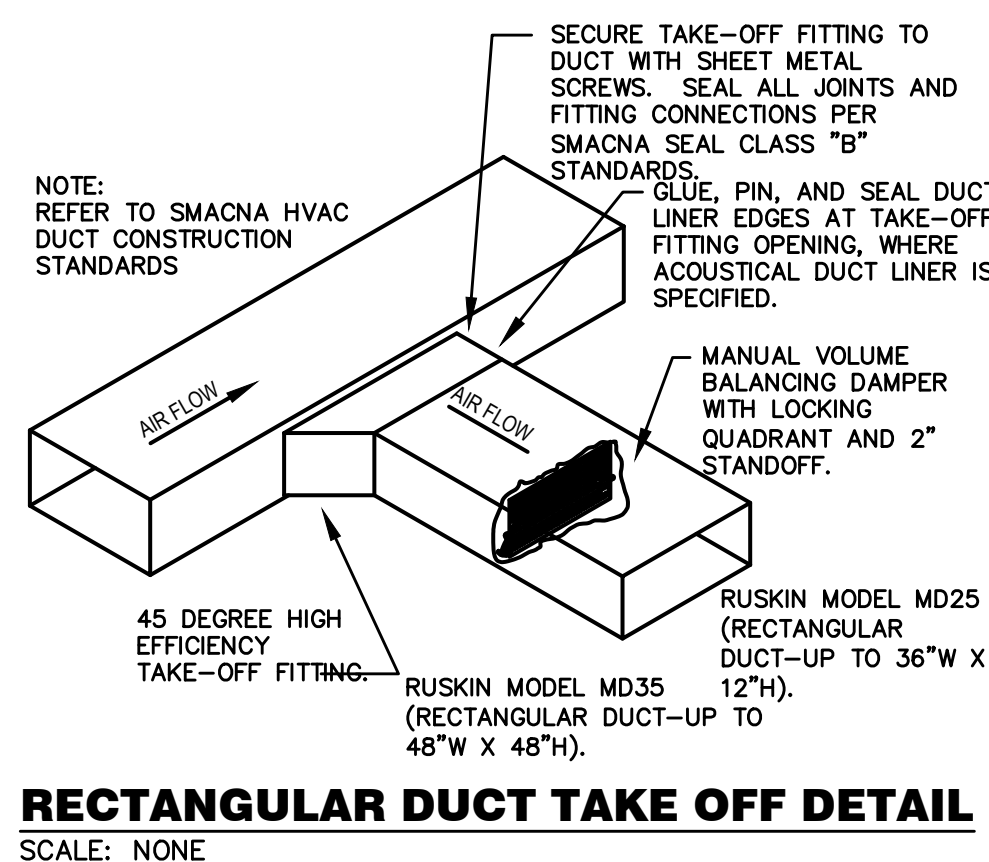 SECURE TAKE-OFF FITTING TO
DUCT WITH SHEET METAL
SCREWS. SEAL ALL JOINTS AND
FITTING CONNECTIONS PER
SMACNA SEAL CLASS "B"
STANDARDS.
NOTE:
REFER TO SMACNA HVAC
DUCT CONSTRUCTION
STANDARDS
GLUE, PIN, AND SEAL DUCT
LINER EDGES AT TAKE-OFF
FITTING OPENING, WHERE
ACOUSTICAL DUCT LINER IS
SPECIFIED.
MANUAL VOLUME
BALANCING DAMPER
WITH LOCKING
QUADRANT AND 2"
STANDOFF.
AIR FLOW
AIR FLOW
45 DEGREE HIGH
EFFICIENCY
TAKE-OFF FITTING.
RUSKIN MODEL MD25
(RECTANGULAR
DUCT-UP TO 36"W X
12"H).
RUSKIN MODEL MD35
(RECTANGULAR DUCT-UP TO
48"W X 48"H).
RECTANGULAR DUCT TAKE OFF DETAIL
SCALE: NONE